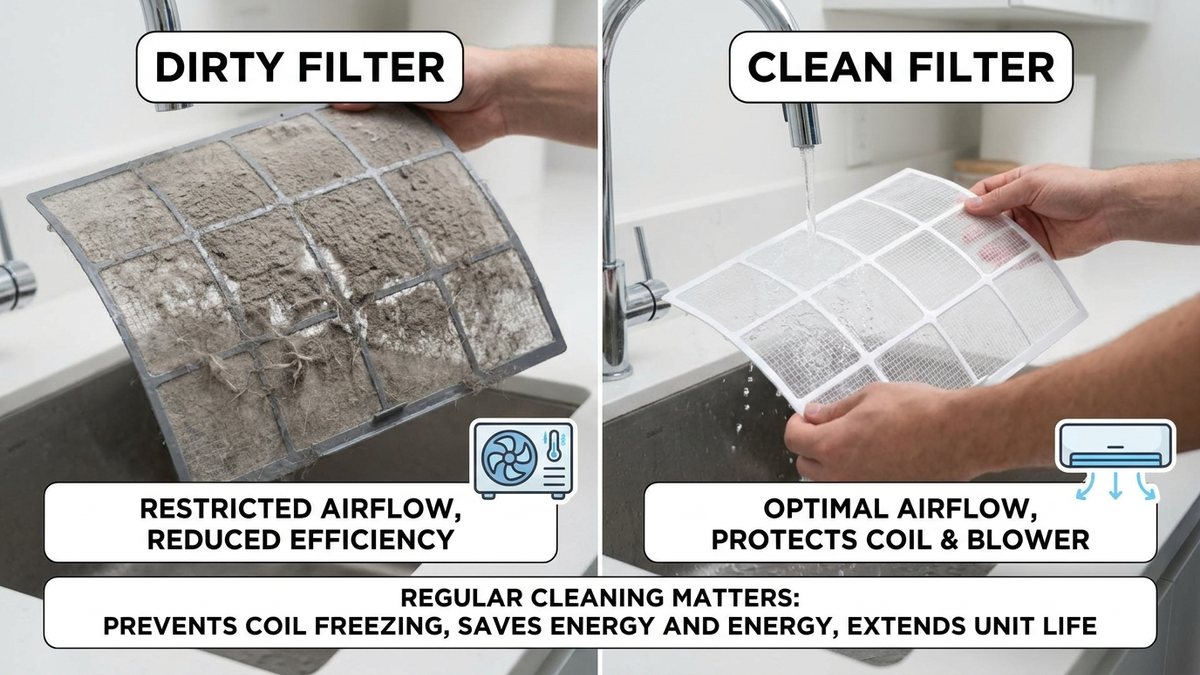 DIRTY FILTER
CLEAN FILTER
RESTRICTED AIRFLOW,
REDUCED EFFICIENCY
OPTIMAL AIRFLOW,
PROTECTS COIL & BLOWER
REGULAR CLEANING MATTERS:
PREVENTS COIL FREEZING, SAVES ENERGY AND ENERGY, EXTENDS UNIT LIFE